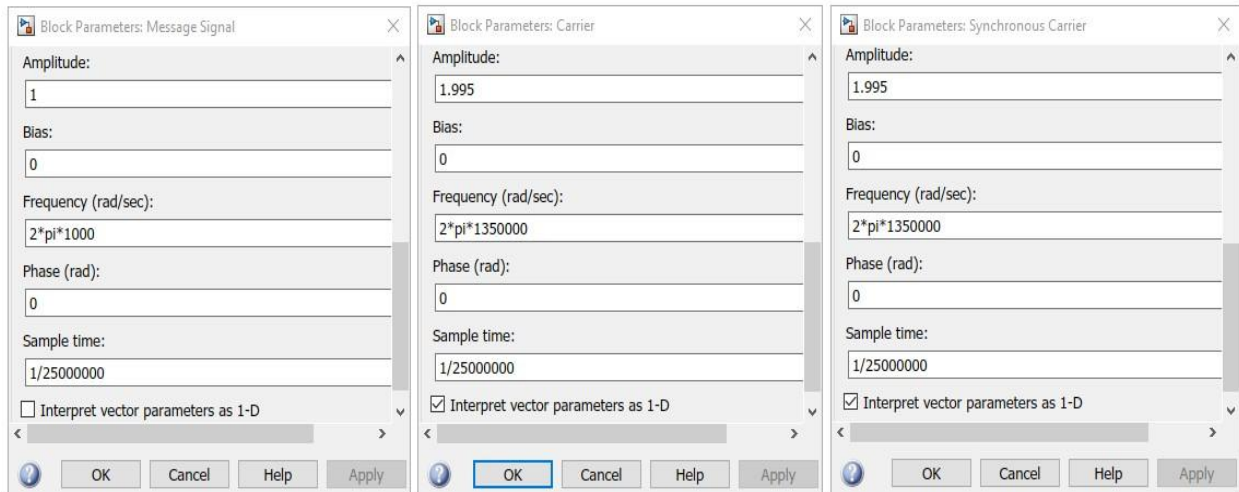 Block Parameters: Message Signal
Amplitude:
1
Bias:
0
Frequency (rad/sec):
2*pi*1000
Phase (rad):
0
Sample time:
1/25000000
Interpret vector parameters as 1-D
OK Cancel Help Apply
Block Parameters: Carrier
Amplitude:
1.995
Bias:
0
Frequency (rad/sec):
2*pi*1350000
Phase (rad):
0
Sample time:
1/25000000
Interpret vector parameters as 1-D
OK Cancel Help Apply
Block Parameters: Synchronous Carrier
Amplitude:
1.995
Bias:
0
Frequency (rad/sec):
2*pi*1350000
Phase (rad):
0
Sample time:
1/25000000
Interpret vector parameters as 1-D
OK Cancel Help Apply